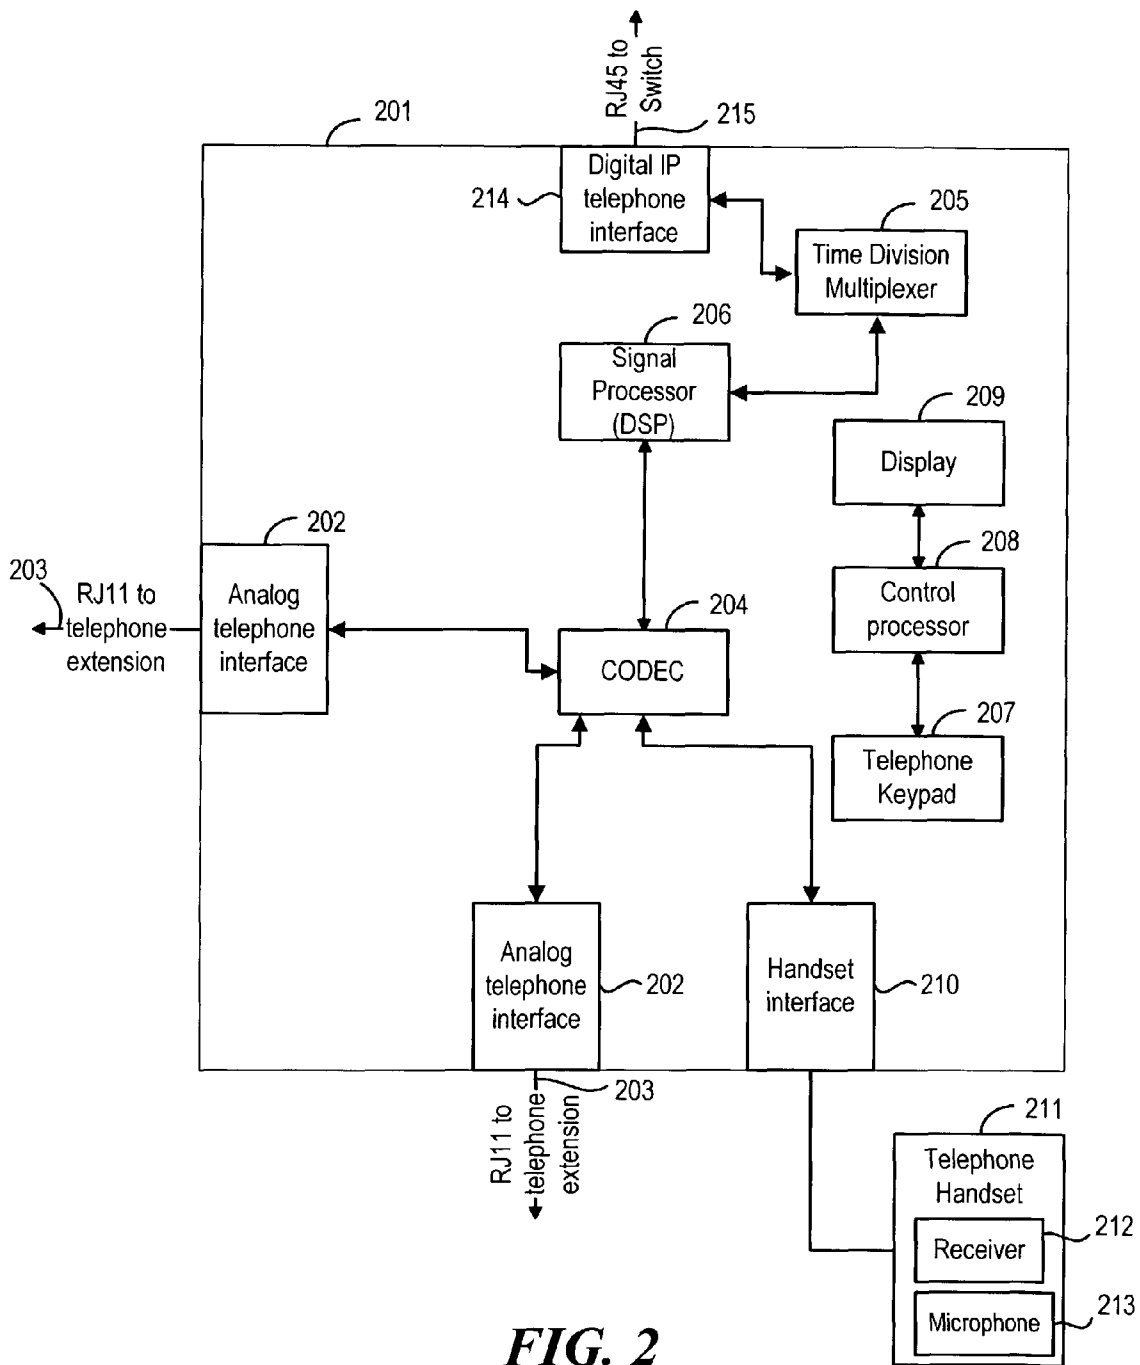 RJ45 to
Switch
215
201
Digital IP
telephone
interface
214
205
Time Division
Multiplexer
206
Signal
Processor
(DSP)
209
Display
202
203
RJ11 to
telephone
extension
Analog
telephone
interface
208
Control
processor
204
CODEC
207
Telephone
Keypad
Analog
telephone
interface
202
Handset
interface
210
203
RJ11 to
telephone
extension
211
Telephone
Handset
Receiver
212
Microphone
213
FIG. 2